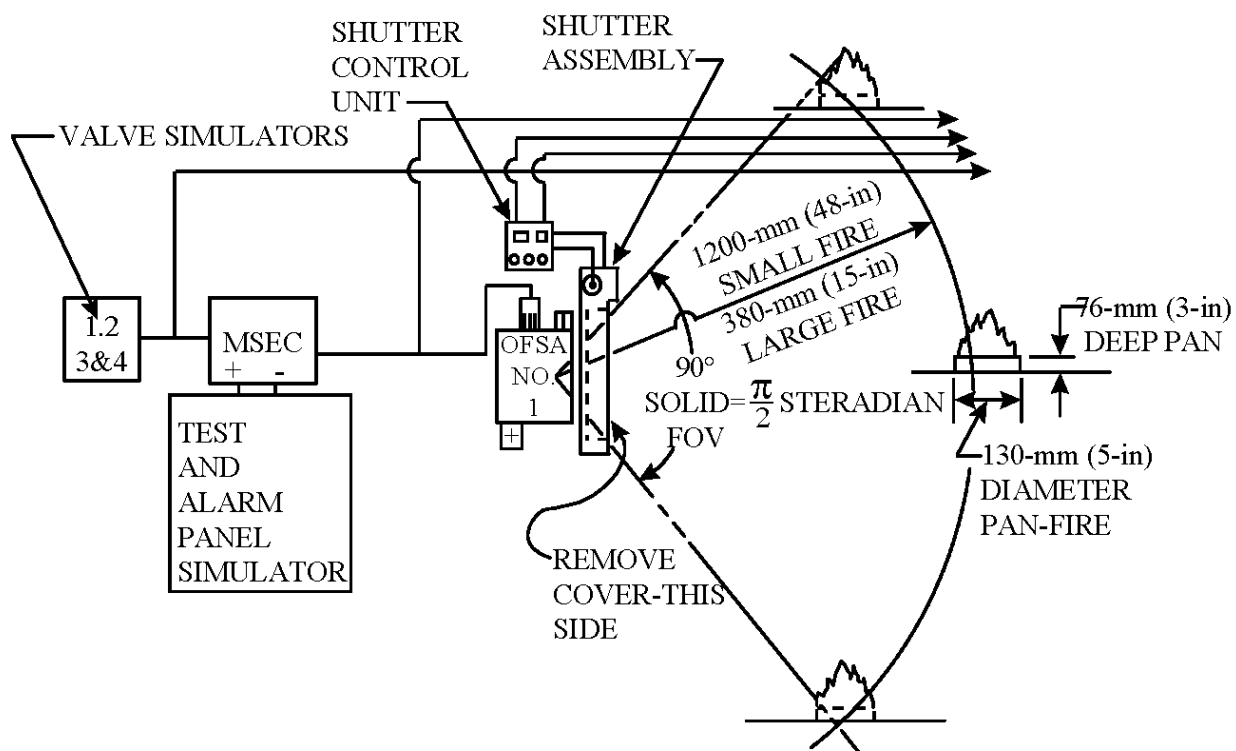 SHUTTER
CONTROL
UNIT
SHUTTER
ASSEMBLY
VALVE SIMULATORS
1.2
3&4
MSEC
+ -
TEST
AND
ALARM
PANEL
SIMULATOR
OFSA
NO.
1
+
1200-mm (48-in)
SMALL FIRE
380-mm (15-in)
LARGE FIRE
90°
SOLID=π/2 STERADIAN
FOV
76-mm (3-in)
DEEP PAN
130-mm (5-in)
DIAMETER
PAN-FIRE
REMOVE
COVER-THIS
SIDE